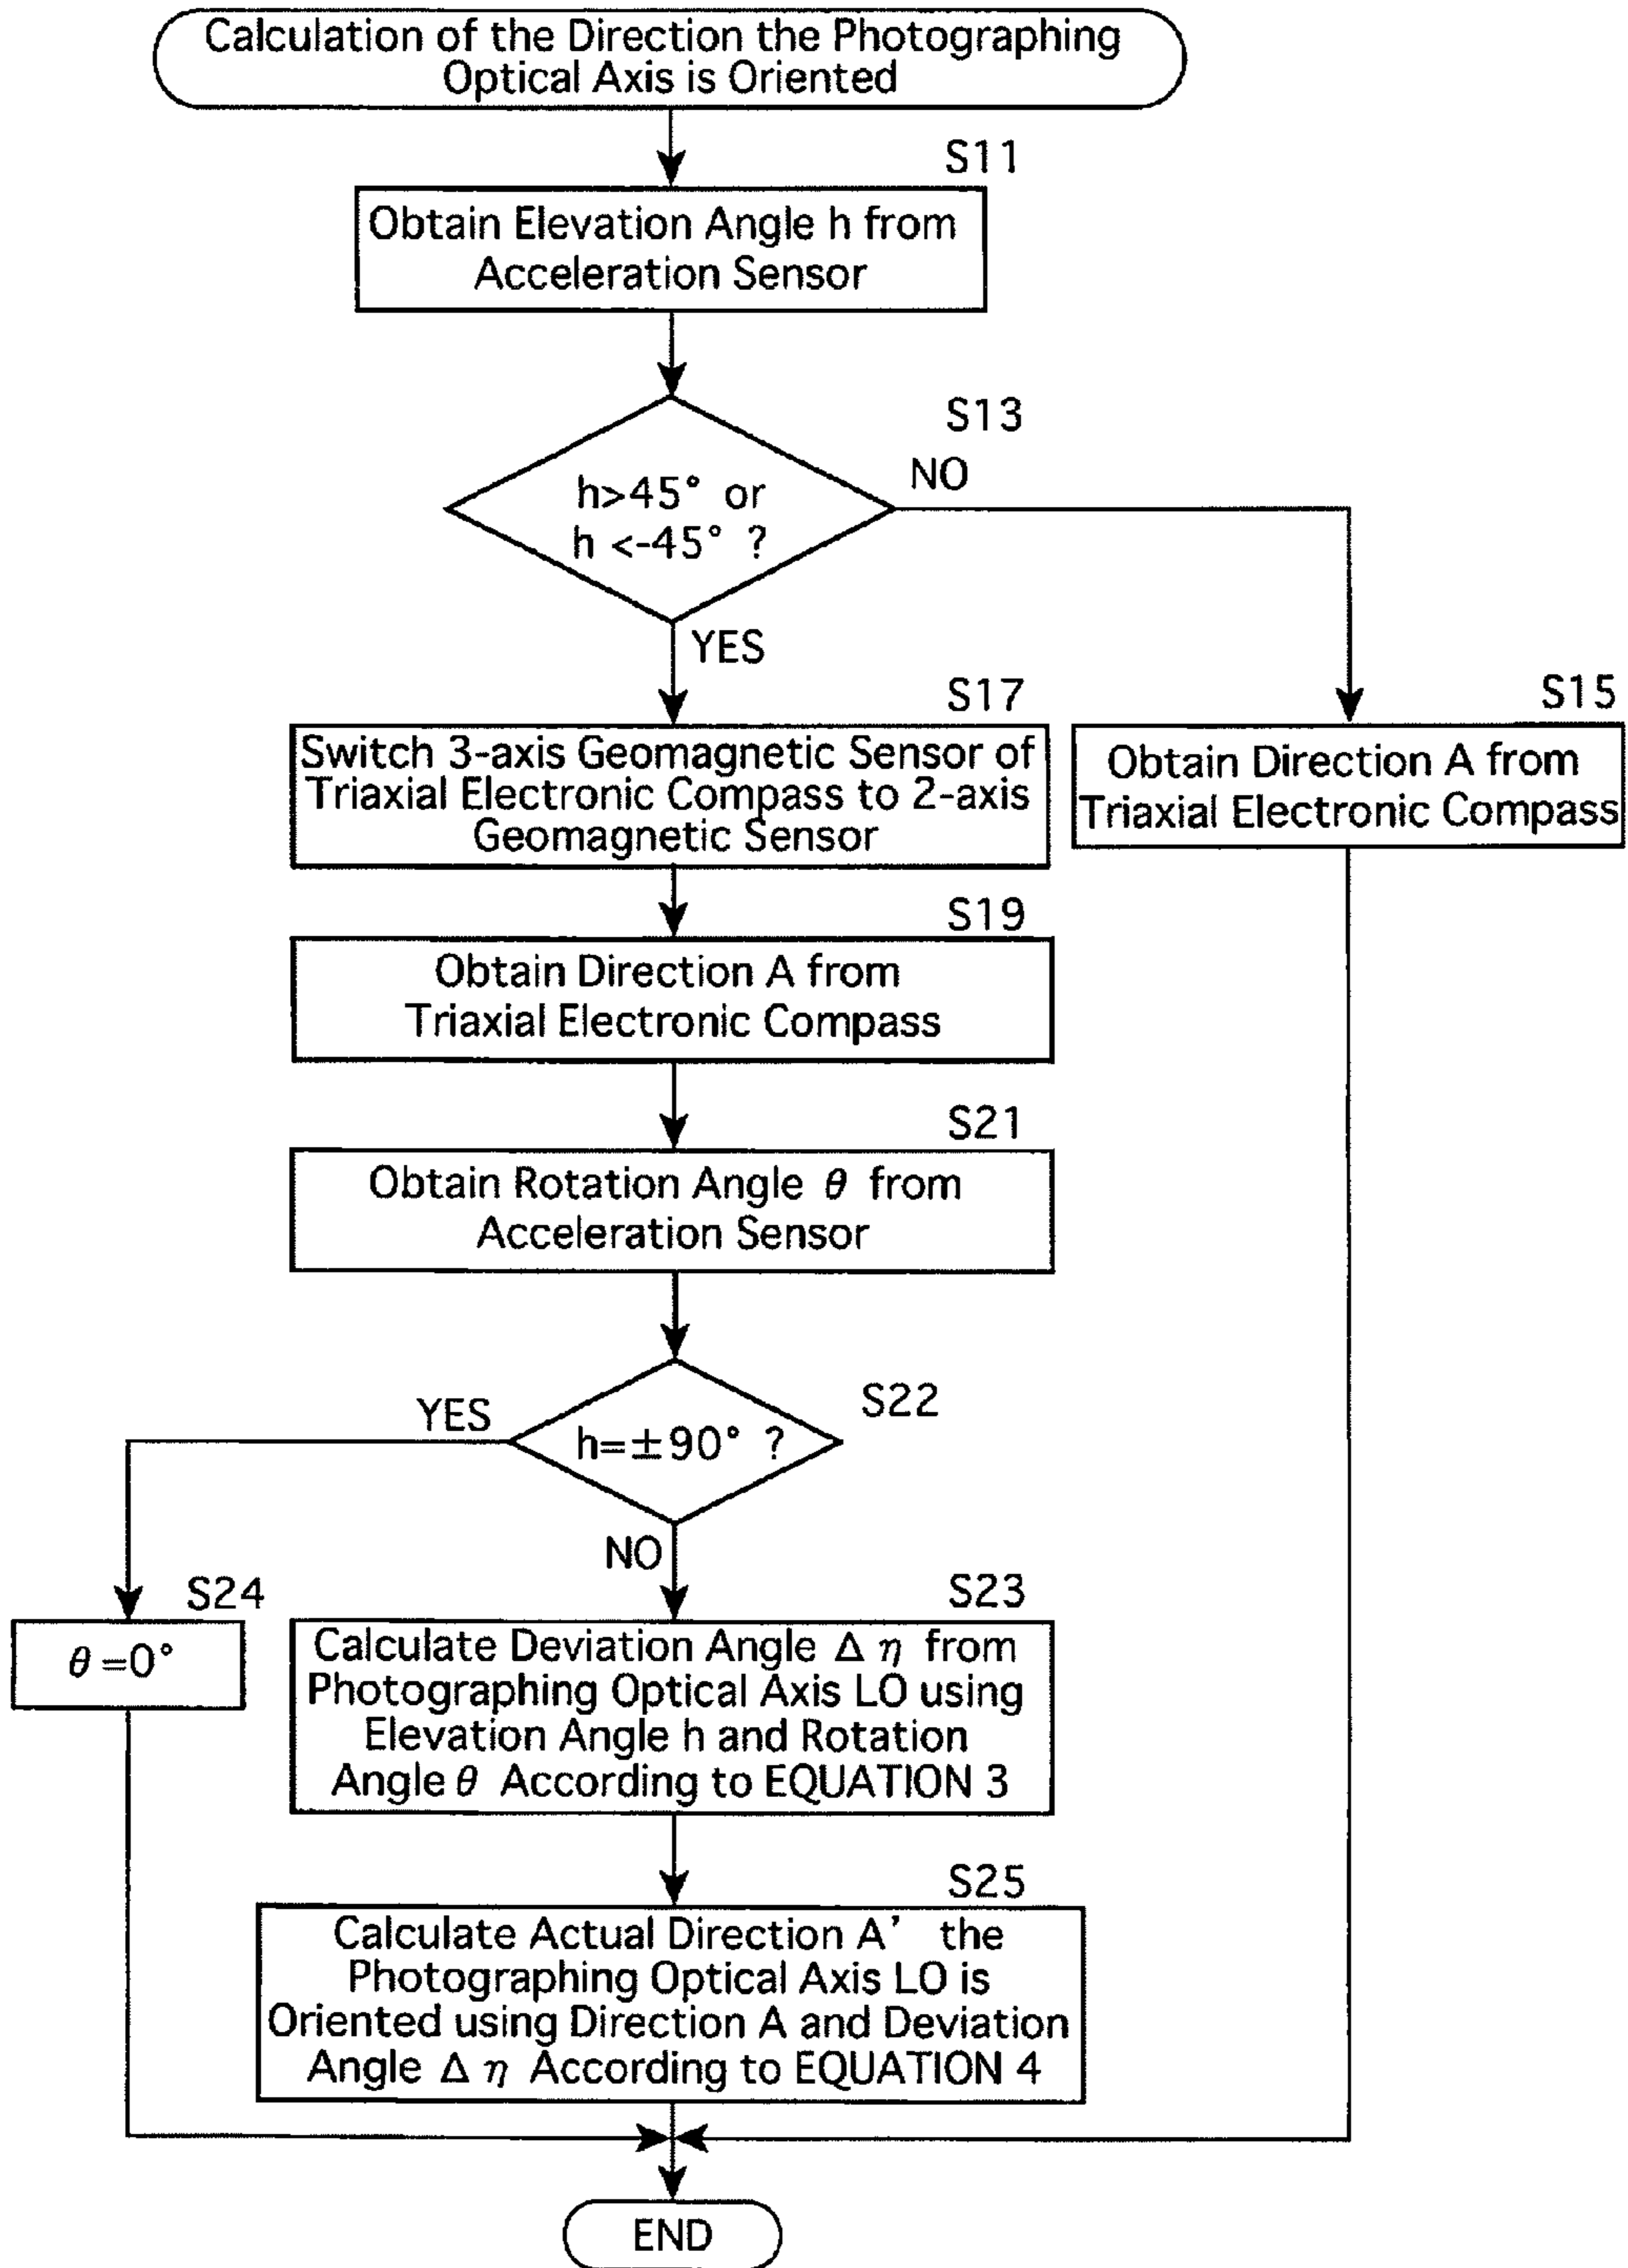 Calculation of the Direction the Photographing
Optical Axis is Oriented
S11
Obtain Elevation Angle h from
Acceleration Sensor
S13
h>45° or
h <-45° ?
NO
YES
S17
Switch 3-axis Geomagnetic Sensor of
Triaxial Electronic Compass to 2-axis
Geomagnetic Sensor
S15
Obtain Direction A from
Triaxial Electronic Compass
S19
Obtain Direction A from
Triaxial Electronic Compass
S21
Obtain Rotation Angle θ from
Acceleration Sensor
S22
h=±90° ?
YES
NO
S24
θ=0°
S23
Calculate Deviation Angle Δη from
Photographing Optical Axis LO using
Elevation Angle h and Rotation
Angle θ According to EQUATION 3
S25
Calculate Actual Direction A' the
Photographing Optical Axis LO is
Oriented using Direction A and Deviation
Angle Δη According to EQUATION 4
END